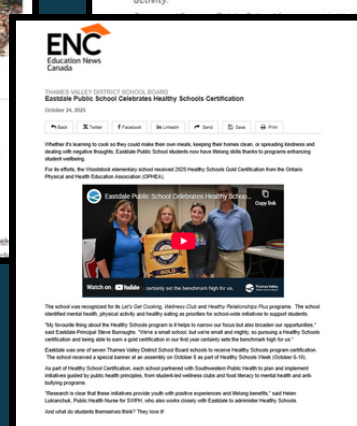 activity.
ENC
Education News
Canada
THAMES VALLEY DISTRICT SCHOOL BOARD
Eastdale Public School Celebrates Healthy Schools Certification
October 24, 2025
Back Twitter Facebook LinkedIn Send Save Print
Whether it's learning to cook so they could make their own meals, keeping their homes clean, or spreading kindness and
dealing with negative thoughts, Eastdale Public School students now have lifelong skills thanks to programs enhancing
student wellbeing.
For its efforts, the Woodstock elementary school received 2025 Healthy Schools Gold Certification from the Ontario
Physical and Health Education Association (OPHEA).
Eastdale Public School Celebrates Healthy Schoo...
Copy link
GOLD
Watch on YouTube certainly set the benchmark for us."
Thames Valley
The school was recognized for its Let's Get Cooking, Wellness Club and Healthy Relationships Plus programs. The school
identified mental health, physical activity and healthy eating as priorities for school-wide initiatives to support students.
"My favourite thing about the Healthy Schools program is it helps to narrow our focus but also broaden our opportunities,"
said Eastdale Principal Steve Burroughs. "We're a small school, but we're small and mighty, so pursuing a Healthy Schools
certification and being able to earn a gold certification in our first year certainly sets the benchmark high for us."
Eastdale was one of seven Thames Valley District School Board schools to receive Healthy Schools program certification.
The school received a special banner at an assembly on October 8 as part of Healthy Schools Week (October 6-10).
As part of Healthy School Certification, each school partnered with Southwestern Public Health to plan and implement
initiatives guided by public health principles, from student-led wellness clubs and food literacy to mental health and anti-
bullying programs.
"Research is clear that these initiatives provide youth with positive experiences and lifelong benefits," said Helen
Lukianchuk, Public Health Nurse for SWPH, who also works closely with Eastdale to administer Healthy Schools.
And what do students themselves think? They love it!